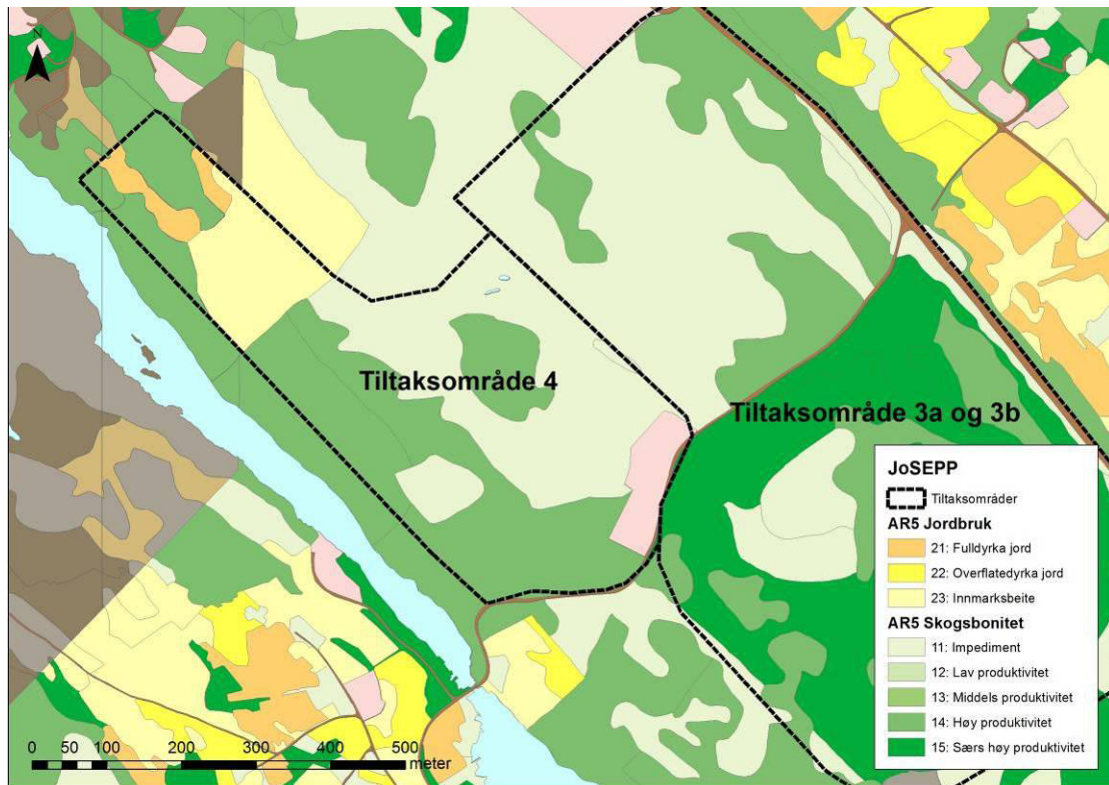 N
Tiltaksområde 4
Tiltaksområde 3a og 3b
JoSEPP
Tiltaksområder
AR5 Jordbruk
21: Fulldyrka jord
22: Overflatedyrka jord
23: Innmarksbeite
AR5 Skogsbonitet
11: Impediment
12: Lav produktivitet
13: Middels produktivitet
14: Høy produktivitet
15: Særs høy produktivitet
0 50 100 200 300 400 500
meter